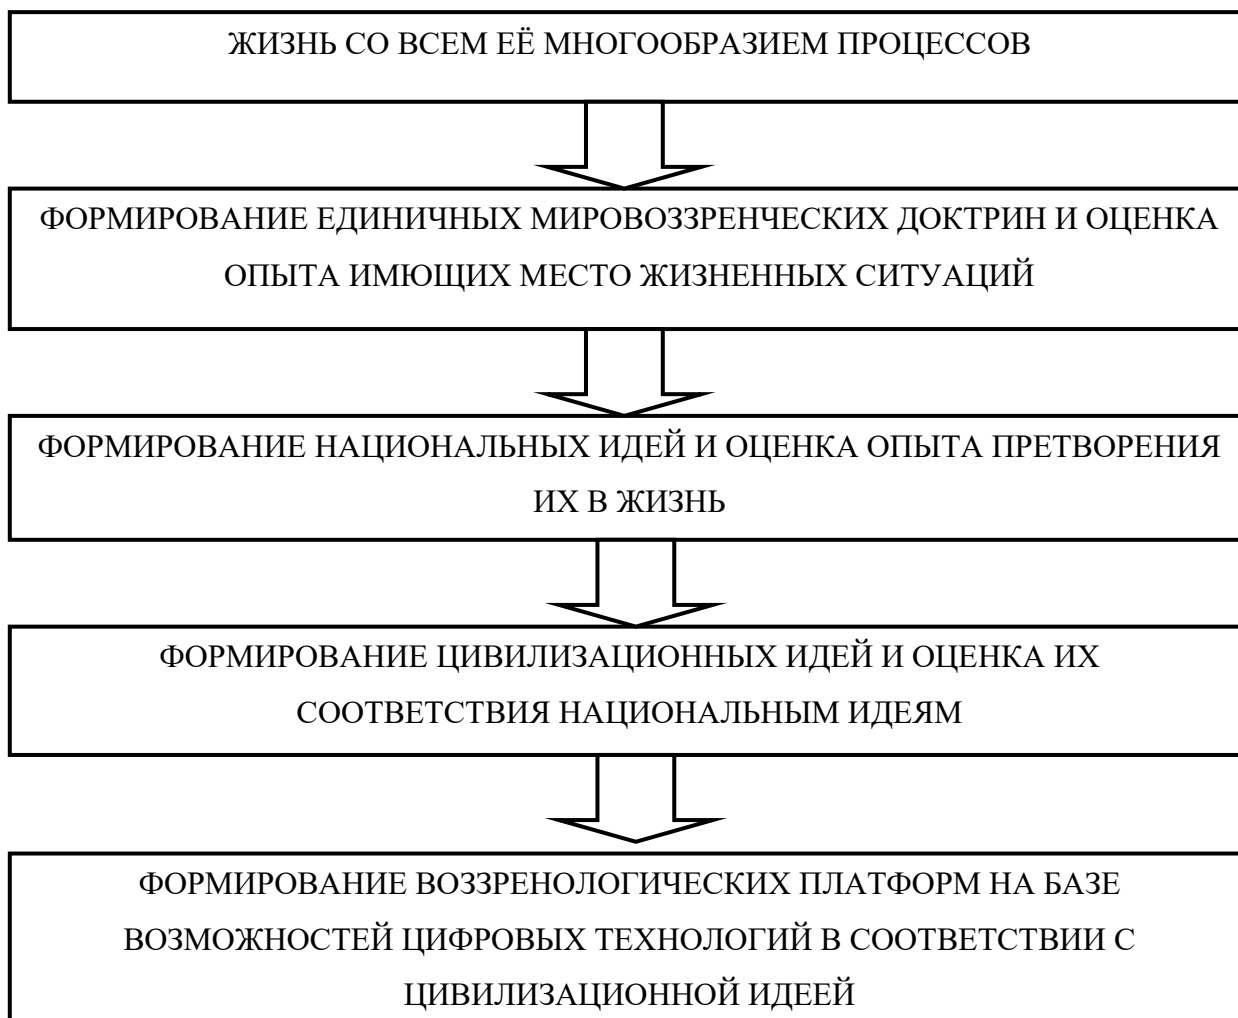 ЖИЗНЬ СО ВСЕМ ЕЁ МНОГООБРАЗИЕМ ПРОЦЕССОВ
ФОРМИРОВАНИЕ ЕДИНИЧНЫХ МИРОВОЗЗРЕНЧЕСКИХ ДОКТРИН И ОЦЕНКА
ОПЫТА ИМЮЩИХ МЕСТО ЖИЗНЕННЫХ СИТУАЦИЙ
ФОРМИРОВАНИЕ НАЦИОНАЛЬНЫХ ИДЕЙ И ОЦЕНКА ОПЫТА ПРЕТВОРЕНИЯ
ИХ В ЖИЗНЬ
ФОРМИРОВАНИЕ ЦИВИЛИЗАЦИОННЫХ ИДЕЙ И ОЦЕНКА ИХ
СООТВЕТСТВИЯ НАЦИОНАЛЬНЫМ ИДЕЯМ
ФОРМИРОВАНИЕ ВОЗЗРЕНОЛОГИЧЕСКИХ ПЛАТФОРМ НА БАЗЕ
ВОЗМОЖНОСТЕЙ ЦИФРОВЫХ ТЕХНОЛОГИЙ В СООТВЕТСТВИИ С
ЦИВИЛИЗАЦИОННОЙ ИДЕЕЙ